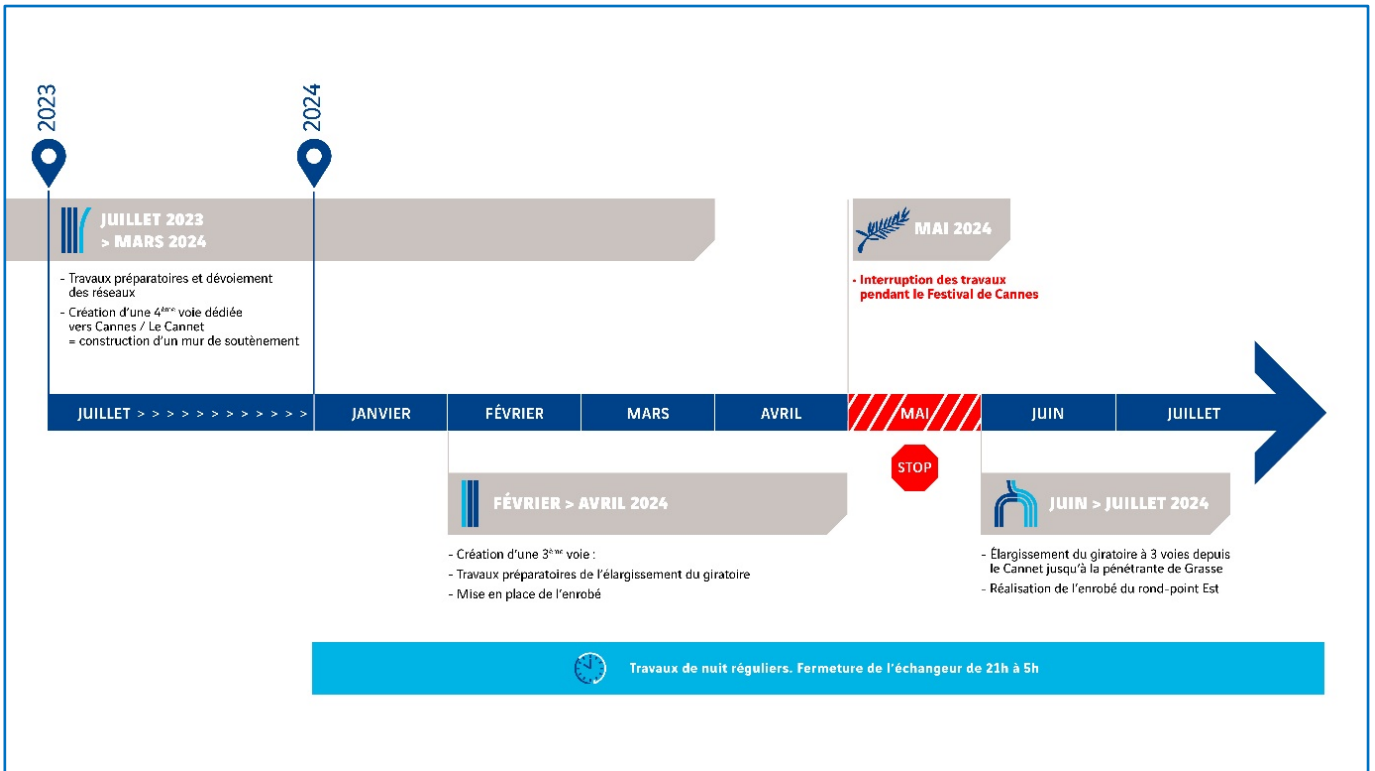 2023
2024
JUILLET 2023
> MARS 2024
- Travaux préparatoires et dévoiement
des réseaux
- Création d'une 4ème voie dédiée
vers Cannes / Le Cannet
= construction d'un mur de soutènement
MAI 2024
- Interruption des travaux
pendant le Festival de Cannes
JUILLET > > > > > > > > > > > >
JANVIER
FÉVRIER
MARS
AVRIL
MAI
JUIN
JUILLET
STOP
FÉVRIER > AVRIL 2024
- Création d'une 3ème voie :
- Travaux préparatoires de l'élargissement du giratoire
- Mise en place de l'enrobé
JUIN > JUILLET 2024
- Élargissement du giratoire à 3 voies depuis
le Cannet jusqu'à la pénétrante de Grasse
- Réalisation de l'enrobé du rond-point Est
Travaux de nuit réguliers. Fermeture de l'échangeur de 21h à 5h